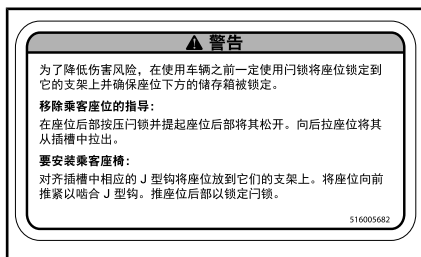 警告
为了降低伤害风险，在使用车辆之前一定使用闩锁将座位锁定到
它的支架上并确保座位下方的储存箱被锁定。
移除乘客座位的指导：
在座位后部按压闩锁并提起座位后部将其松开。向后拉座位将其
从插槽中拉出。
要安装乘客座椅：
对齐插槽中相应的 J 型钩将座位放到它们的支架上。将座位向前
推紧以啮合 J 型钩。推座位后部以锁定闩锁。
516005682